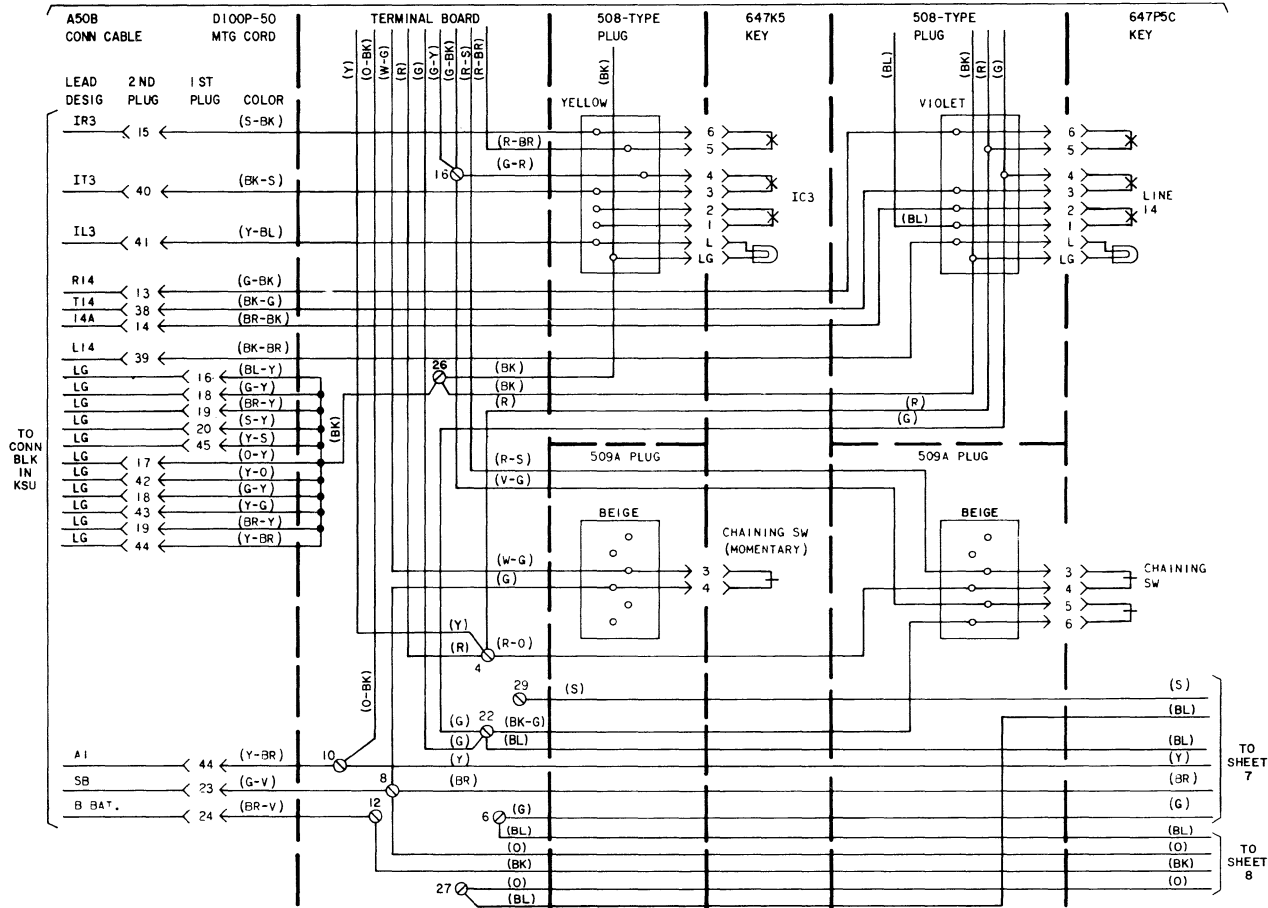 A50B D100P-50 TERMINAL BOARD 508-TYPE 647K5 508-TYPE 647P5C
CONN CABLE MTG CORD PLUG KEY PLUG KEY
(Y) (O-BK) (W-G) (R) (G) (G-Y) (G-BK) (R-S) (R-BR) (BK) (BL) (BK) (R) (G)
LEAD 2 ND 1 ST
DESIG PLUG PLUG COLOR
YELLOW VIOLET
IR3 15 (S-BK) 6 6
(R-BR) 5 5
(G-R)
16 4 4
IT3 40 (BK-S) 3 IC3 3 LINE
2 (BL) 2 14
IL3 41 (Y-BL) 1 1
L L
LG LG
R14 13 (G-BK)
T14 38 (BK-G)
14A 14 (BR-BK)
L14 39 (BK-BR)
LG 16 (BL-Y) 26 (BK)
LG 18 (G-Y) (BK)
LG 19 (BR-Y) (R) (R)
LG 20 (S-Y) (BK) (G)
LG 45 (Y-S)
TO
CONN
BLK
IN
KSU
LG 17 (O-Y) (R-S) 509A PLUG 509A PLUG
LG 42 (Y-O)
LG 18 (G-Y) (V-G)
LG 43 (Y-G)
LG 19 (BR-Y) BEIGE BEIGE
LG 44 (Y-BR)
CHAINING SW
(MOMENTARY)
(W-G) 3 3 CHAINING
(G) 4 4 SW
5
6
(Y)
(R) 4 (R-O)
(O-BK)
29 (S) (S)
(BL)
(G) 22 (BK-G)
(G) (BL) (BL)
A1 44 (Y-BR) 10 (Y) (Y)
SB 23 (G-V) 8 (BR) (BR)
TO
SHEET
7
B BAT. 24 (BR-V) 12 6 (G) (G)
(BL) (BL)
(O) (O)
(BK) (BK)
27 (O) (O)
(BL)
TO
SHEET
8